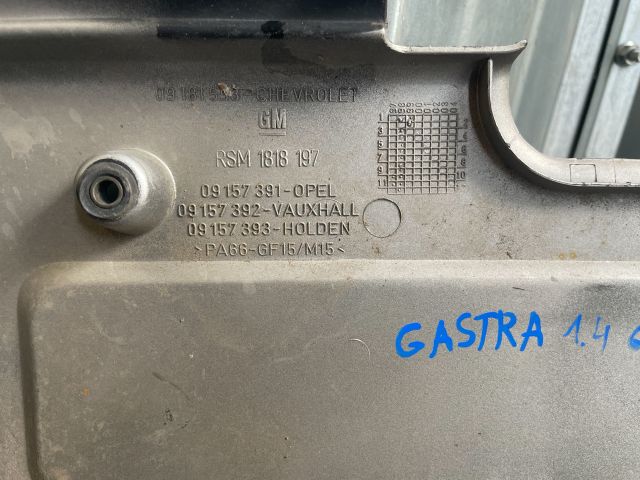 CHEVROLET
GM
RSM 1818 197
09 157 391-OPEL
09 157 392-VAUXHALL
09 157 393-HOLDEN
>PA66-GF15/M15<
GASTRA 1.4